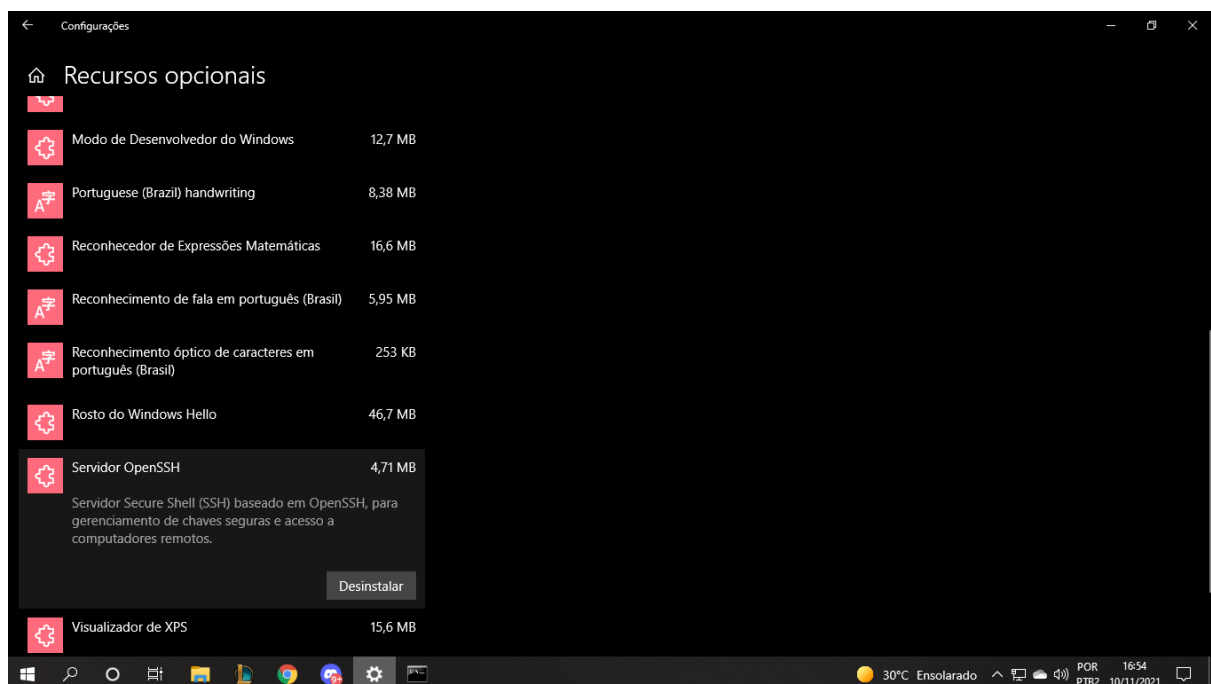 Configurações
Recursos opcionais
Modo de Desenvolvedor do Windows 12,7 MB
Portuguese (Brazil) handwriting 8,38 MB
Reconhecedor de Expressões Matemáticas 16,6 MB
Reconhecimento de fala em português (Brasil) 5,95 MB
Reconhecimento óptico de caracteres em 253 KB
português (Brasil)
Rosto do Windows Hello 46,7 MB
Servidor OpenSSH 4,71 MB
Servidor Secure Shell (SSH) baseado em OpenSSH, para
gerenciamento de chaves seguras e acesso a
computadores remotos.
Desinstalar
Visualizador de XPS 15,6 MB
30°C Ensolarado POR 16:54
PTB2 10/11/2021